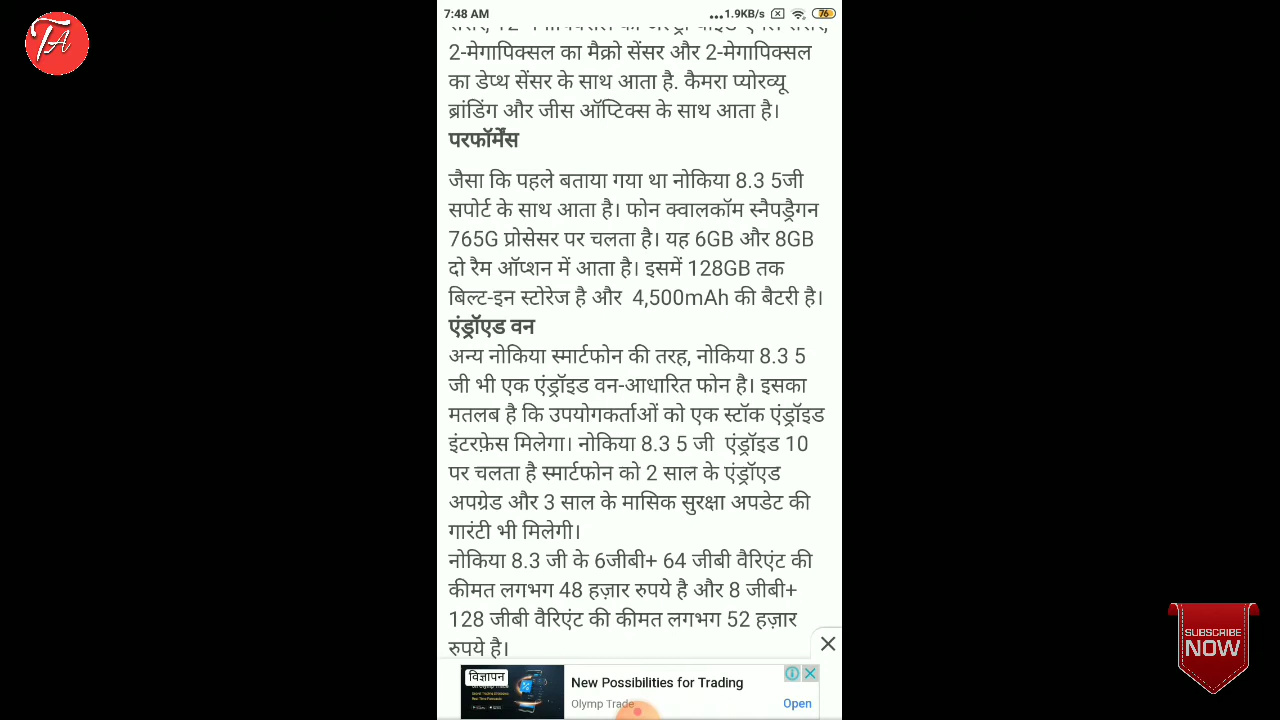 TA
7:48 AM
...1.9KB/s
76
2-मेगापिक्सल का मैक्रो सेंसर और 2-मेगापिक्सल
का डेप्थ सेंसर के साथ आता है. कैमरा प्योरव्यू
ब्रांडिंग और जीस ऑप्टिक्स के साथ आता है।
परफॉर्मेंस
जैसा कि पहले बताया गया था नोकिया 8.3 5जी
सपोर्ट के साथ आता है। फोन क्वालकॉम स्नैपड्रैगन
765G प्रोसेसर पर चलता है। यह 6GB और 8GB
दो रैम ऑप्शन में आता है। इसमें 128GB तक
बिल्ट-इन स्टोरेज है और 4,500mAh की बैटरी है।
एंड्रॉएड वन
अन्य नोकिया स्मार्टफोन की तरह, नोकिया 8.3 5
जी भी एक एंड्रॉइड वन-आधारित फोन है। इसका
मतलब है कि उपयोगकर्ताओं को एक स्टॉक एंड्रॉइड
इंटरफ़ेस मिलेगा। नोकिया 8.3 5 जी एंड्रॉइड 10
पर चलता है स्मार्टफोन को 2 साल के एंड्रॉएड
अपग्रेड और 3 साल के मासिक सुरक्षा अपडेट की
गारंटी भी मिलेगी।
नोकिया 8.3 जी के 6जीबी+ 64 जीबी वैरिएंट की
कीमत लगभग 48 हज़ार रुपये है और 8 जीबी+
128 जीबी वैरिएंट की कीमत लगभग 52 हज़ार
रुपये है।
SUBSCRIBE
NOW
विज्ञापन
New Possibilities for Trading
Olymp Trade
Open